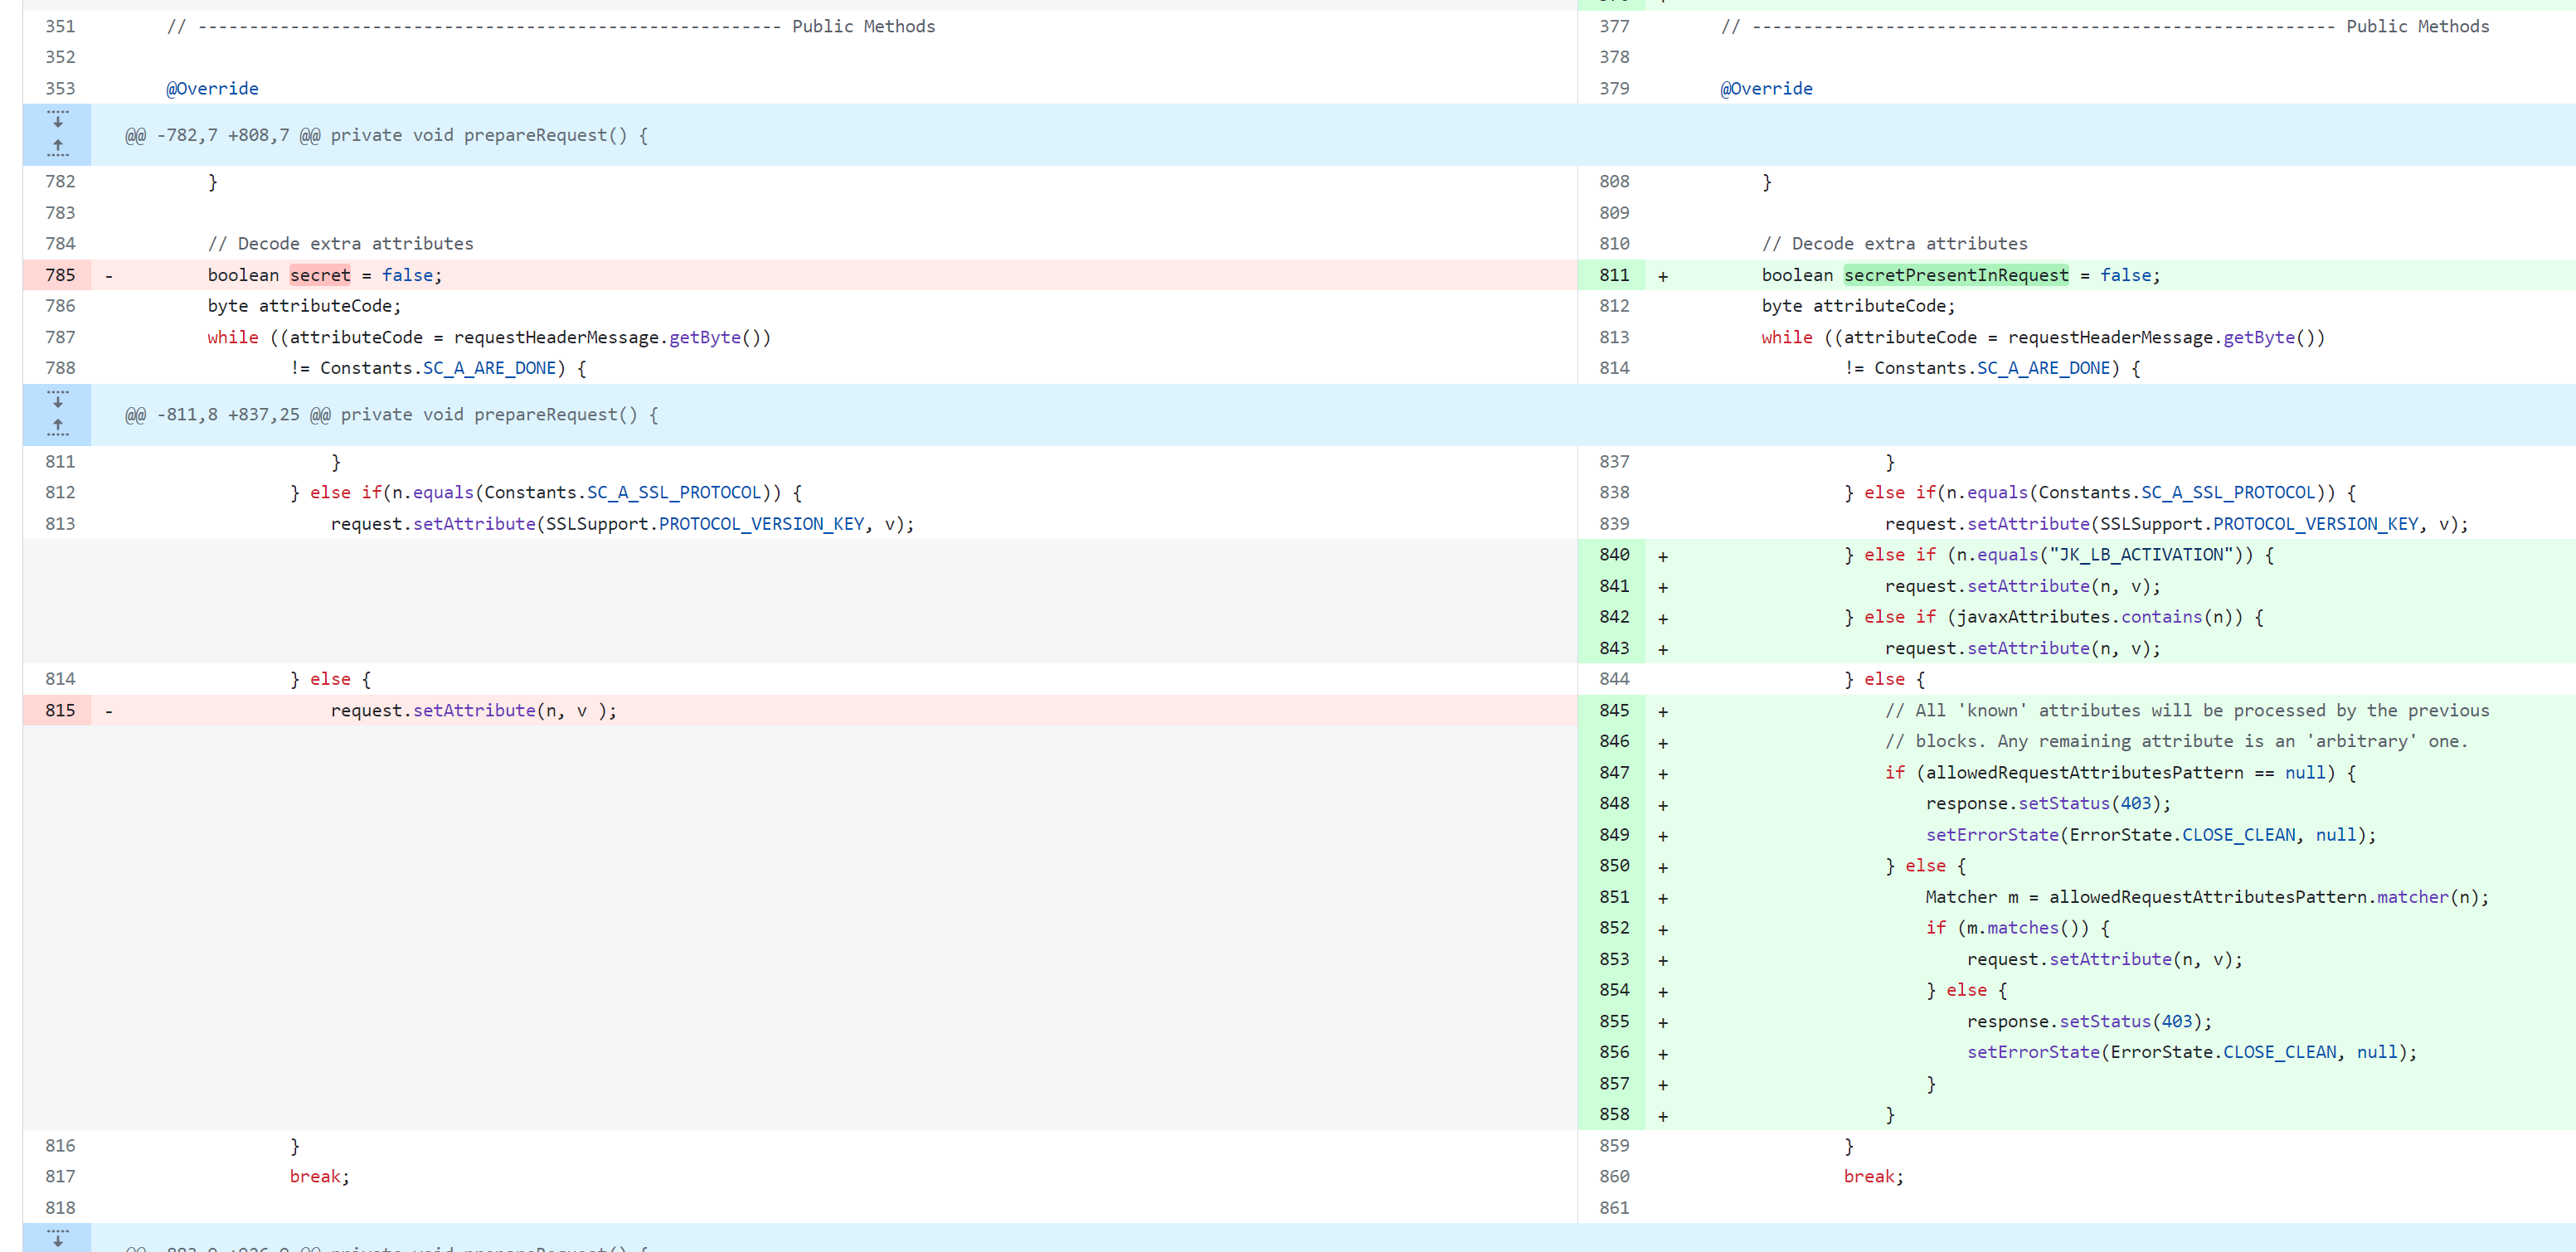 351 // --------------------------------------------------------- Public Methods
352
353 @Override
@@ -782,7 +808,7 @@ private void prepareRequest() {
782 }
783
784 // Decode extra attributes
785 - boolean secret = false;
786 byte attributeCode;
787 while ((attributeCode = requestHeaderMessage.getByte())
788 != Constants.SC_A_ARE_DONE) {
@@ -811,8 +837,25 @@ private void prepareRequest() {
811 }
812 } else if(n.equals(Constants.SC_A_SSL_PROTOCOL)) {
813 request.setAttribute(SSLSupport.PROTOCOL_VERSION_KEY, v);
814 } else {
815 - request.setAttribute(n, v );
816 }
817 break;
818
377 // --------------------------------------------------------- Public Methods
378
379 @Override
808 }
809
810 // Decode extra attributes
811 + boolean secretPresentInRequest = false;
812 byte attributeCode;
813 while ((attributeCode = requestHeaderMessage.getByte())
814 != Constants.SC_A_ARE_DONE) {
837 }
838 } else if(n.equals(Constants.SC_A_SSL_PROTOCOL)) {
839 request.setAttribute(SSLSupport.PROTOCOL_VERSION_KEY, v);
840 + } else if (n.equals("JK_LB_ACTIVATION")) {
841 + request.setAttribute(n, v);
842 + } else if (javaxAttributes.contains(n)) {
843 + request.setAttribute(n, v);
844 } else {
845 + // All 'known' attributes will be processed by the previous
846 + // blocks. Any remaining attribute is an 'arbitrary' one.
847 + if (allowedRequestAttributesPattern == null) {
848 + response.setStatus(403);
849 + setErrorState(ErrorState.CLOSE_CLEAN, null);
850 + } else {
851 + Matcher m = allowedRequestAttributesPattern.matcher(n);
852 + if (m.matches()) {
853 + request.setAttribute(n, v);
854 + } else {
855 + response.setStatus(403);
856 + setErrorState(ErrorState.CLOSE_CLEAN, null);
857 + }
858 + }
859 }
860 break;
861